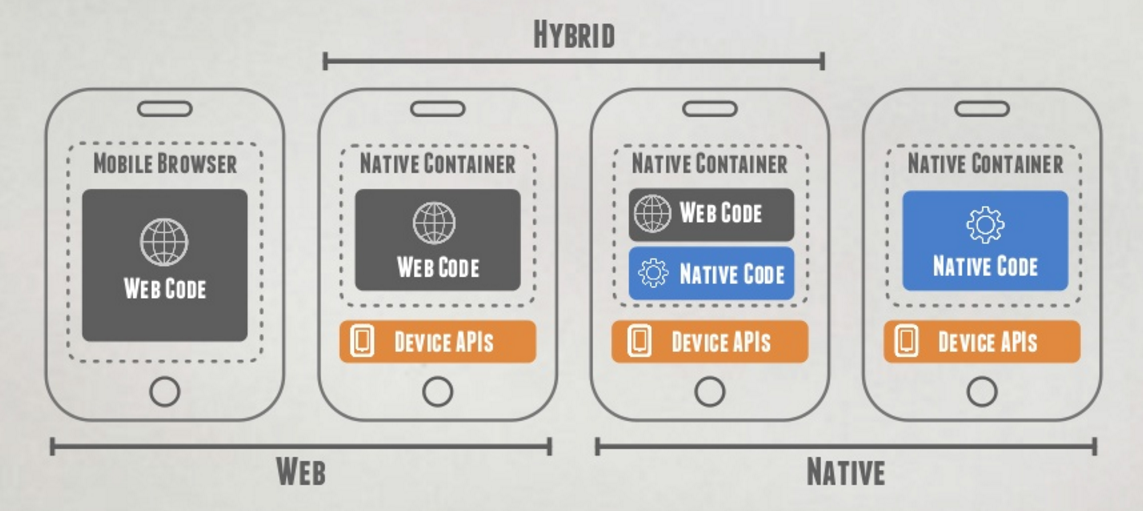 HYBRID
MOBILE BROWSER
WEB CODE
NATIVE CONTAINER
WEB CODE
DEVICE APIS
NATIVE CONTAINER
WEB CODE
NATIVE CODE
DEVICE APIS
NATIVE CONTAINER
NATIVE CODE
DEVICE APIS
WEB
NATIVE